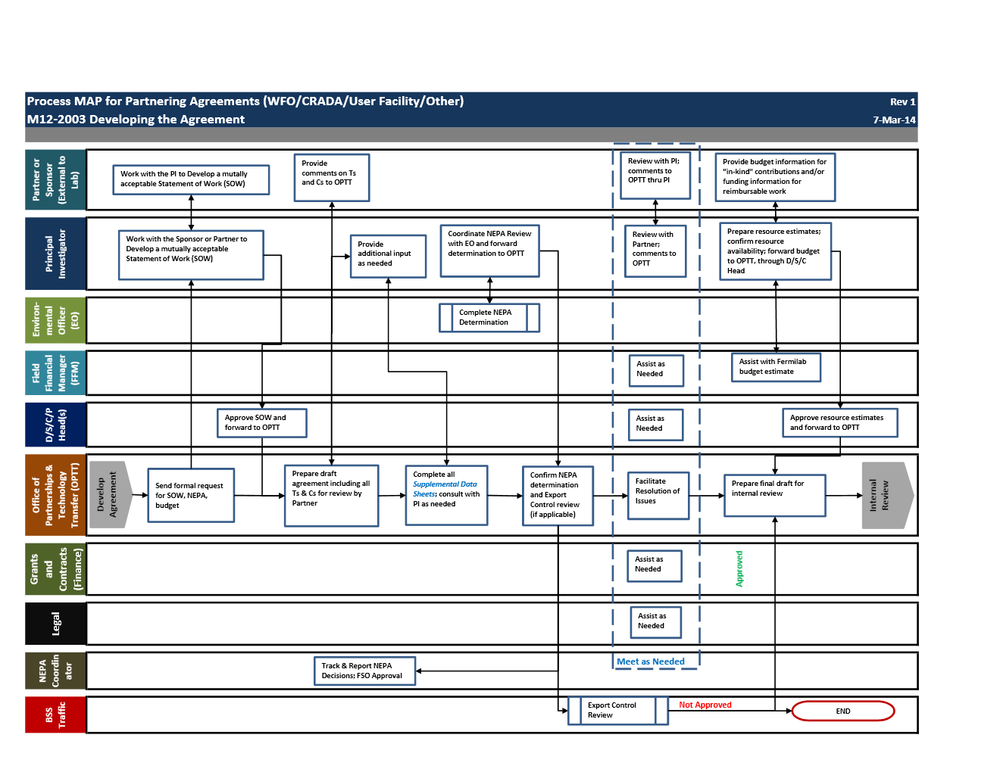 Process MAP for Partnering Agreements (WFO/CRADA/User Facility/Other)
Rev 1
M12-2003 Developing the Agreement
7-Mar-14
Partner or
Sponsor
(External to
Lab)
Work with the PI to Develop a mutally
acceptable Statement of Work (SOW)
Provide
comments on Ts
and Cs to OPTT
Review with PI;
comments to
OPTT thru PI
Provide budget information for
"in-kind" contributions and/or
funding information for
reimbursable work
Principal
Investigator
Work with the Sponsor or Partner to
Develop a mutually acceptable
Statement of Work (SOW)
Provide
additional input
as needed
Coordinate NEPA Review
with EO and forward
determination to OPTT
Review with
Partner;
comments to
OPTT
Prepare resource estimates;
confirm resource
availability; forward budget
to OPTT, through D/S/C
Head
Environ-
mental
Officer
(EO)
Complete NEPA
Determination
Field
Financial
Manager
(FFM)
Assist as
Needed
Assist with Fermilab
budget estimate
D/S/C/P
Head(s)
Approve SOW and
forward to OPTT
Assist as
Needed
Approve resource estimates
and forward to OPTT
Office of
Partnerships &
Technology
Transfer (OPTT)
Develop
Agreement
Send formal request
for SOW, NEPA,
budget
Prepare draft
agreement including all
Ts & Cs for review by
Partner
Complete all
Supplemental Data
Sheets; consult with
PI as needed
Confirm NEPA
determination
and Export
Control review
(if applicable)
Facilitate
Resolution of
Issues
Prepare final draft for
internal review
Internal
Review
Grants
and
Contracts
(Finance)
Assist as
Needed
Approved
Legal
Assist as
Needed
NEPA
Coordin
ator
Track & Report NEPA
Decisions; FSO Approval
Meet as Needed
BSS
Traffic
Export Control
Review
Not Approved
END